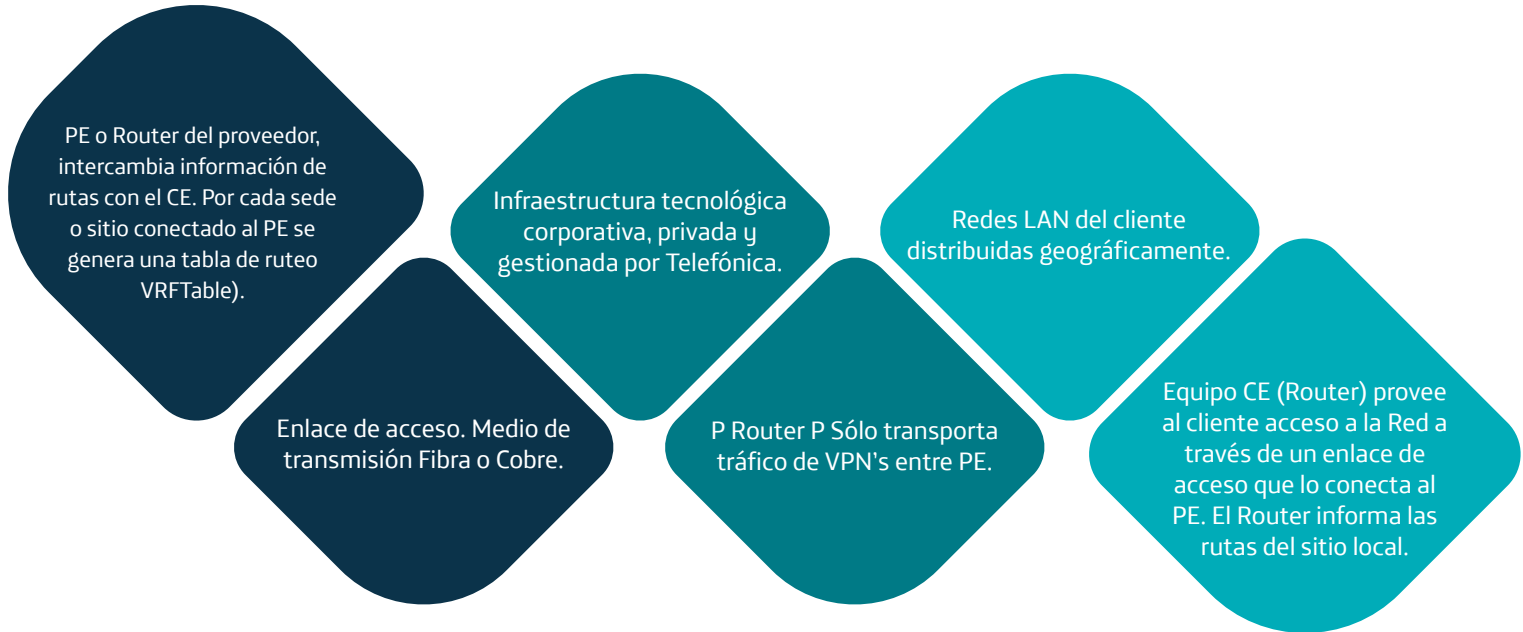 PE o Router del proveedor,
intercambia información de
rutas con el CE. Por cada sede
o sitio conectado al PE se
genera una tabla de ruteo
VRFTable).
Enlace de acceso. Medio de
transmisión Fibra o Cobre.
Infraestructura tecnológica
corporativa, privada y
gestionada por Telefónica.
P Router P Sólo transporta
tráfico de VPN’s entre PE.
Redes LAN del cliente
distribuidas geográficamente.
Equipo CE (Router) provee
al cliente acceso a la Red a
través de un enlace de
acceso que lo conecta al
PE. El Router informa las
rutas del sitio local.